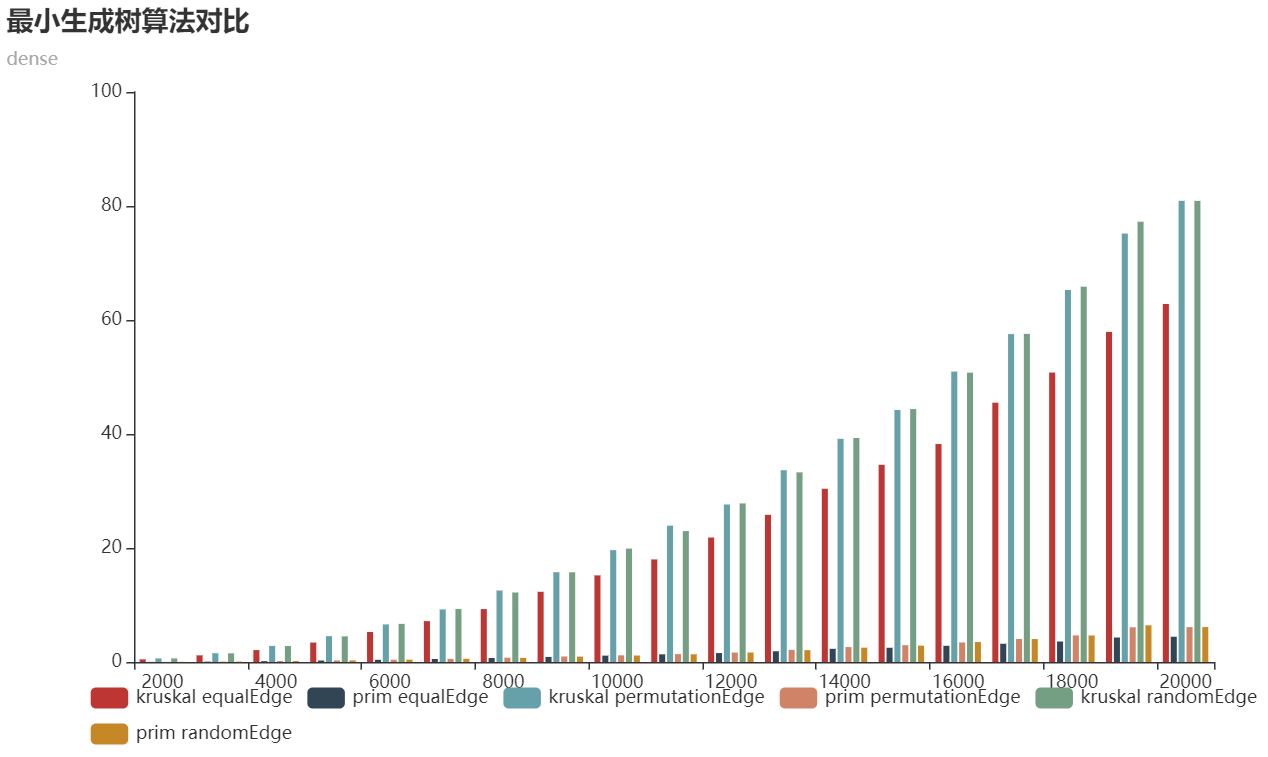 最小生成树算法对比
dense
100
80
60
40
20
0
2000 4000 6000 8000 10000 12000 14000 16000 18000 20000
kruskal equalEdge prim equalEdge kruskal permutationEdge prim permutationEdge kruskal randomEdge
prim randomEdge